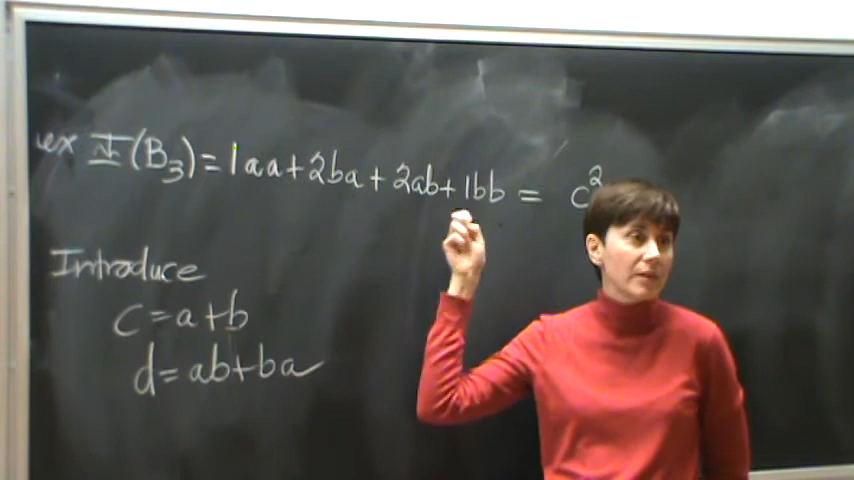 ex Ψ(B₃) = 1aa + 2ba + 2ab + 1bb = c²
Introduce
c = a + b
d = ab + ba